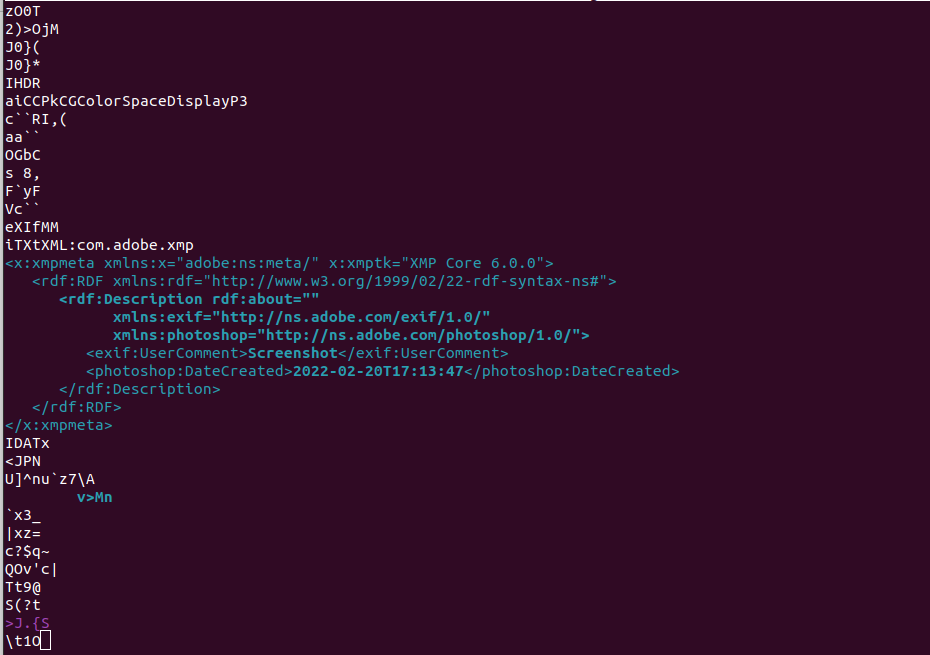 zO0T
2)>OjM
J0}(
J0}*
IHDR
aiCCPkCGColorSpaceDisplayP3
c``RI,(
aa``
OGbC
s 8,
F`yF
Vc``
eXIfMM
iTXtXML:com.adobe.xmp
<x:xmpmeta xmlns:x="adobe:ns:meta/" x:xmptk="XMP Core 6.0.0">
   <rdf:RDF xmlns:rdf="http://www.w3.org/1999/02/22-rdf-syntax-ns#">
      <rdf:Description rdf:about=""
            xmlns:exif="http://ns.adobe.com/exif/1.0/"
            xmlns:photoshop="http://ns.adobe.com/photoshop/1.0/">
         <exif:UserComment>Screenshot</exif:UserComment>
         <photoshop:DateCreated>2022-02-20T17:13:47</photoshop:DateCreated>
      </rdf:Description>
   </rdf:RDF>
</x:xmpmeta>
IDATx
<JPN
U]^nu`z7\A
        v>Mn
`x3_
|xz=
c?$q~
QOv'c|
Tt9@
S(?t
>J.{S
\t1O